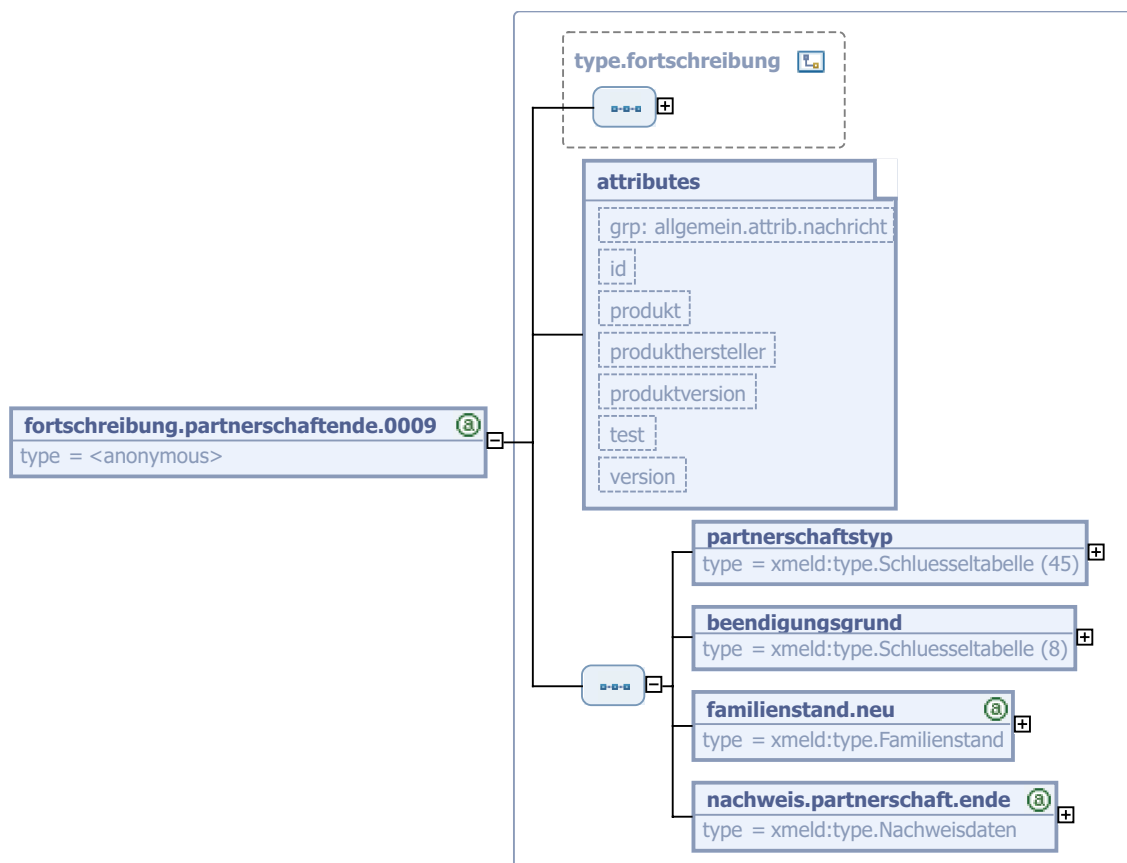 type.fortschreibung
attributes
grp: allgemein.attrib.nachricht
id
produkt
produkthersteller
produktversion
test
version
fortschreibung.partnerschaftende.0009 a
type = <anonymous>
partnerschaftstyp
type = xmeld:type.Schluesseltabelle (45)
beendigungsgrund
type = xmeld:type.Schluesseltabelle (8)
familienstand.neu a
type = xmeld:type.Familienstand
nachweis.partnerschaft.ende a
type = xmeld:type.Nachweisdaten